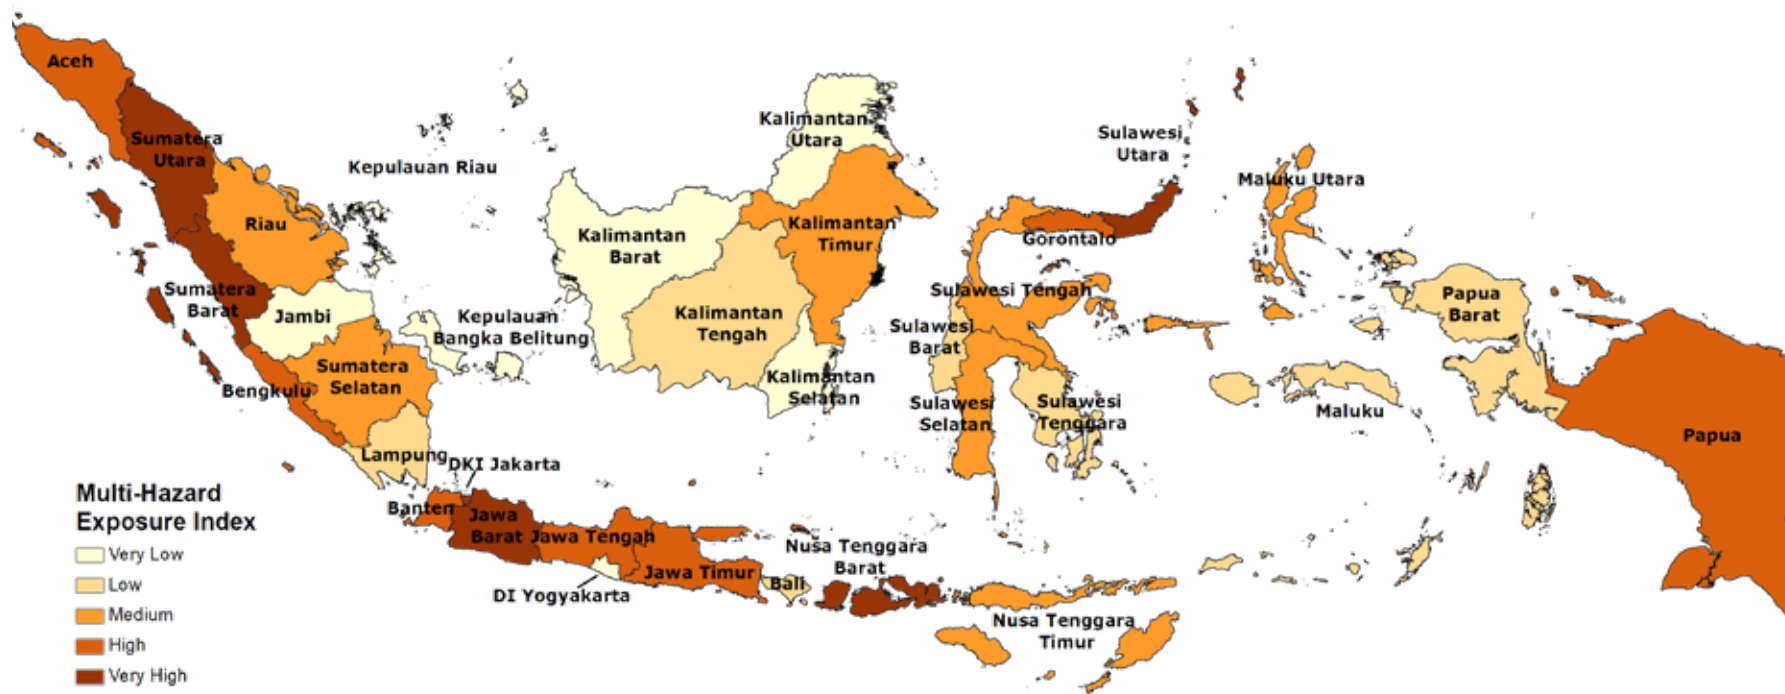 Aceh
Sumatera
Utara
Kepulauan Riau
Riau
Sumatera
Barat
Jambi
Kepulauan
Bangka Belitung
Sumatera
Selatan
Bengkulu
Lampung
Kalimantan
Utara
Kalimantan
Barat
Kalimantan
Timur
Kalimantan
Tengah
Kalimantan
Selatan
Sulawesi
Utara
Gorontalo
Sulawesi Tengah
Sulawesi
Barat
Sulawesi
Selatan
Sulawesi
Tenggara
Maluku Utara
Maluku
Papua
Barat
Papua
DKI Jakarta
Banten
Jawa
Barat
Jawa Tengah
DI Yogyakarta
Jawa Timur
Bali
Nusa Tenggara
Barat
Nusa Tenggara
Timur
Multi-Hazard
Exposure Index
Very Low
Low
Medium
High
Very High